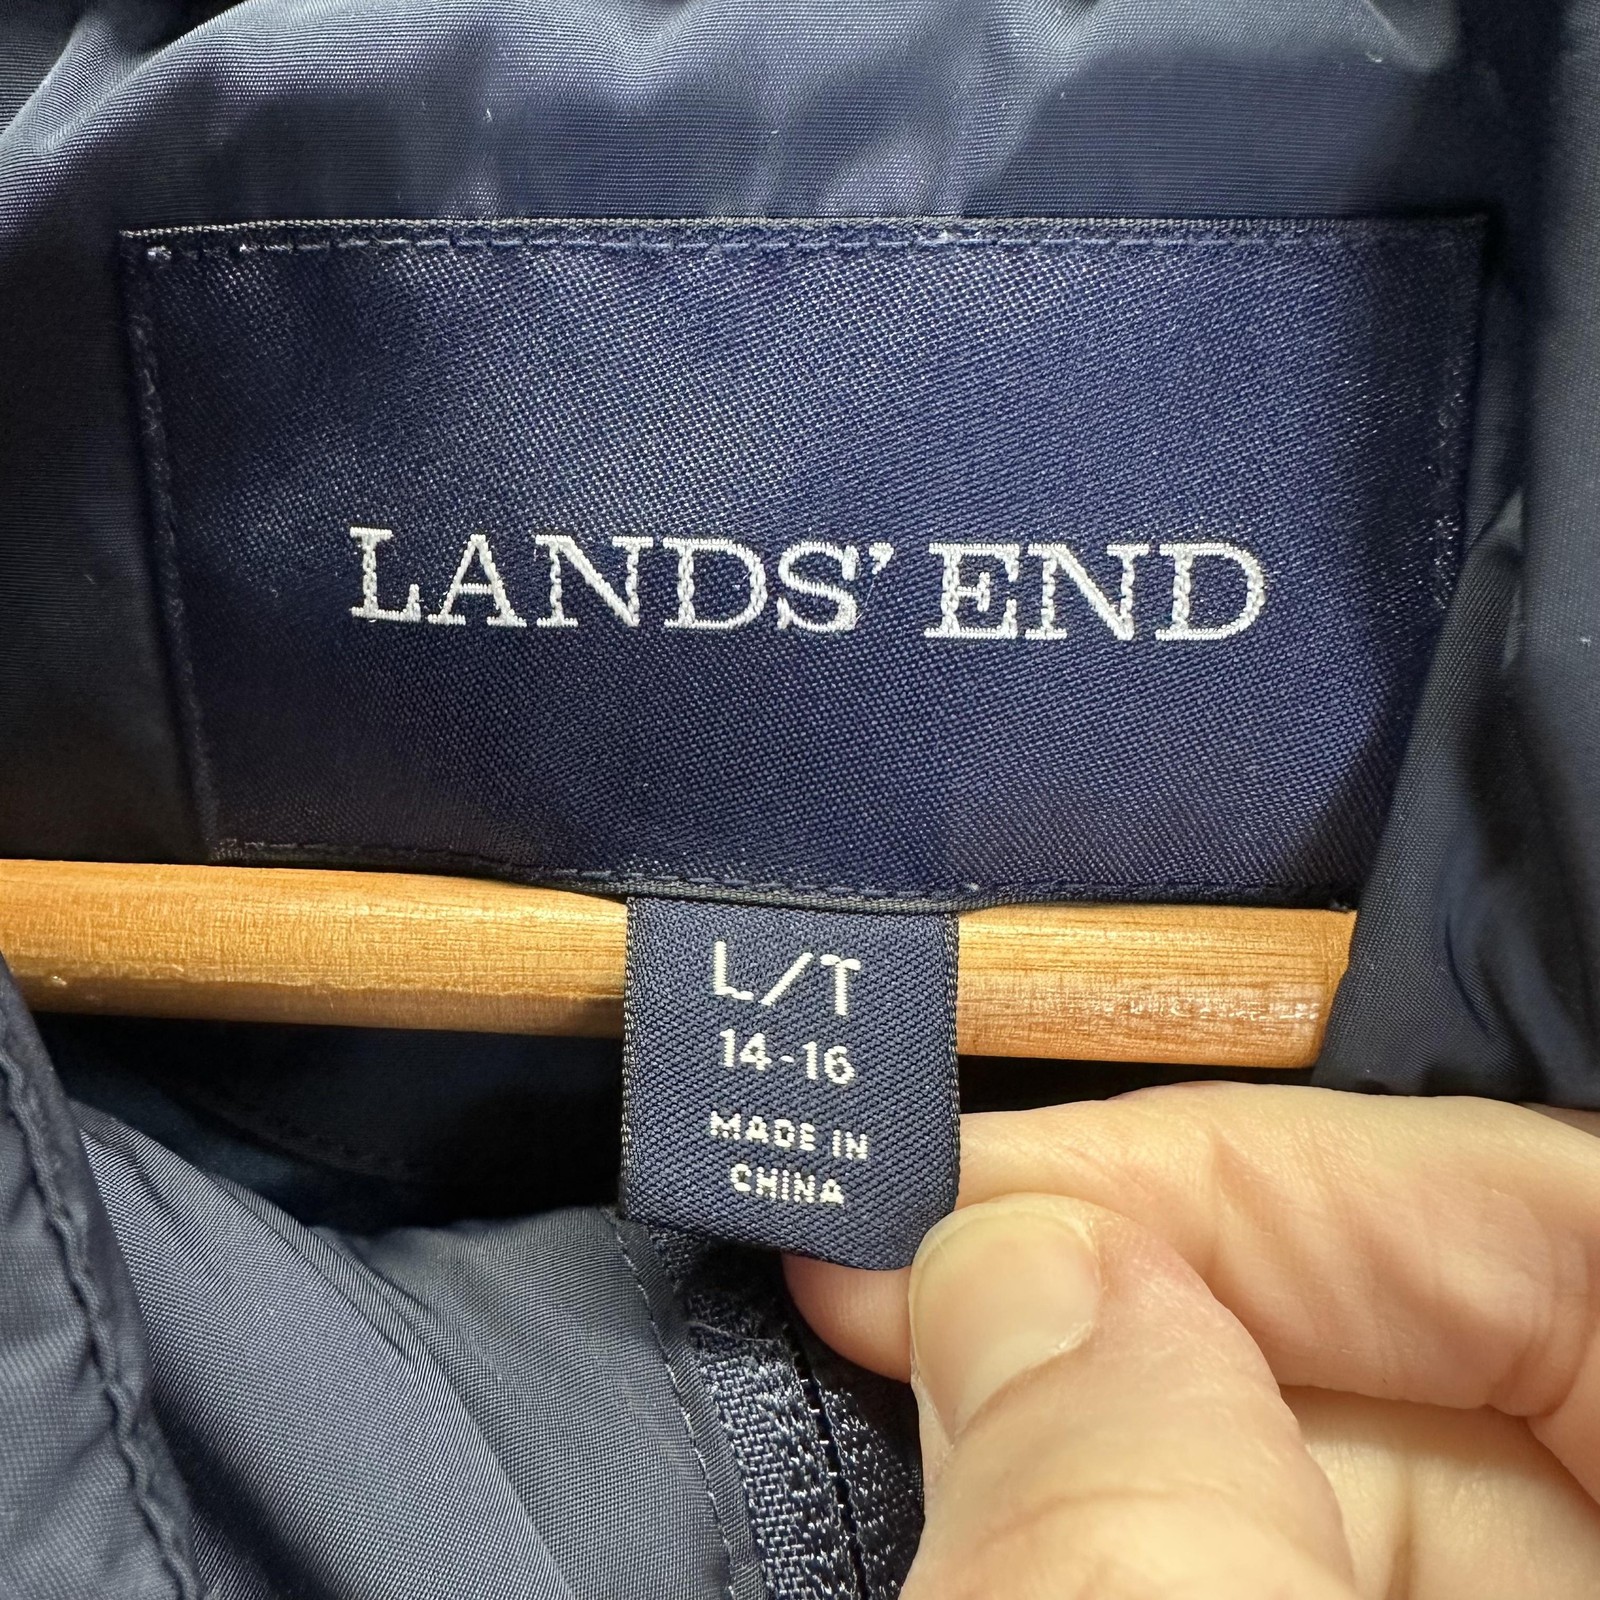 LANDS' END
L/T
14-16
MADE IN
CHINA